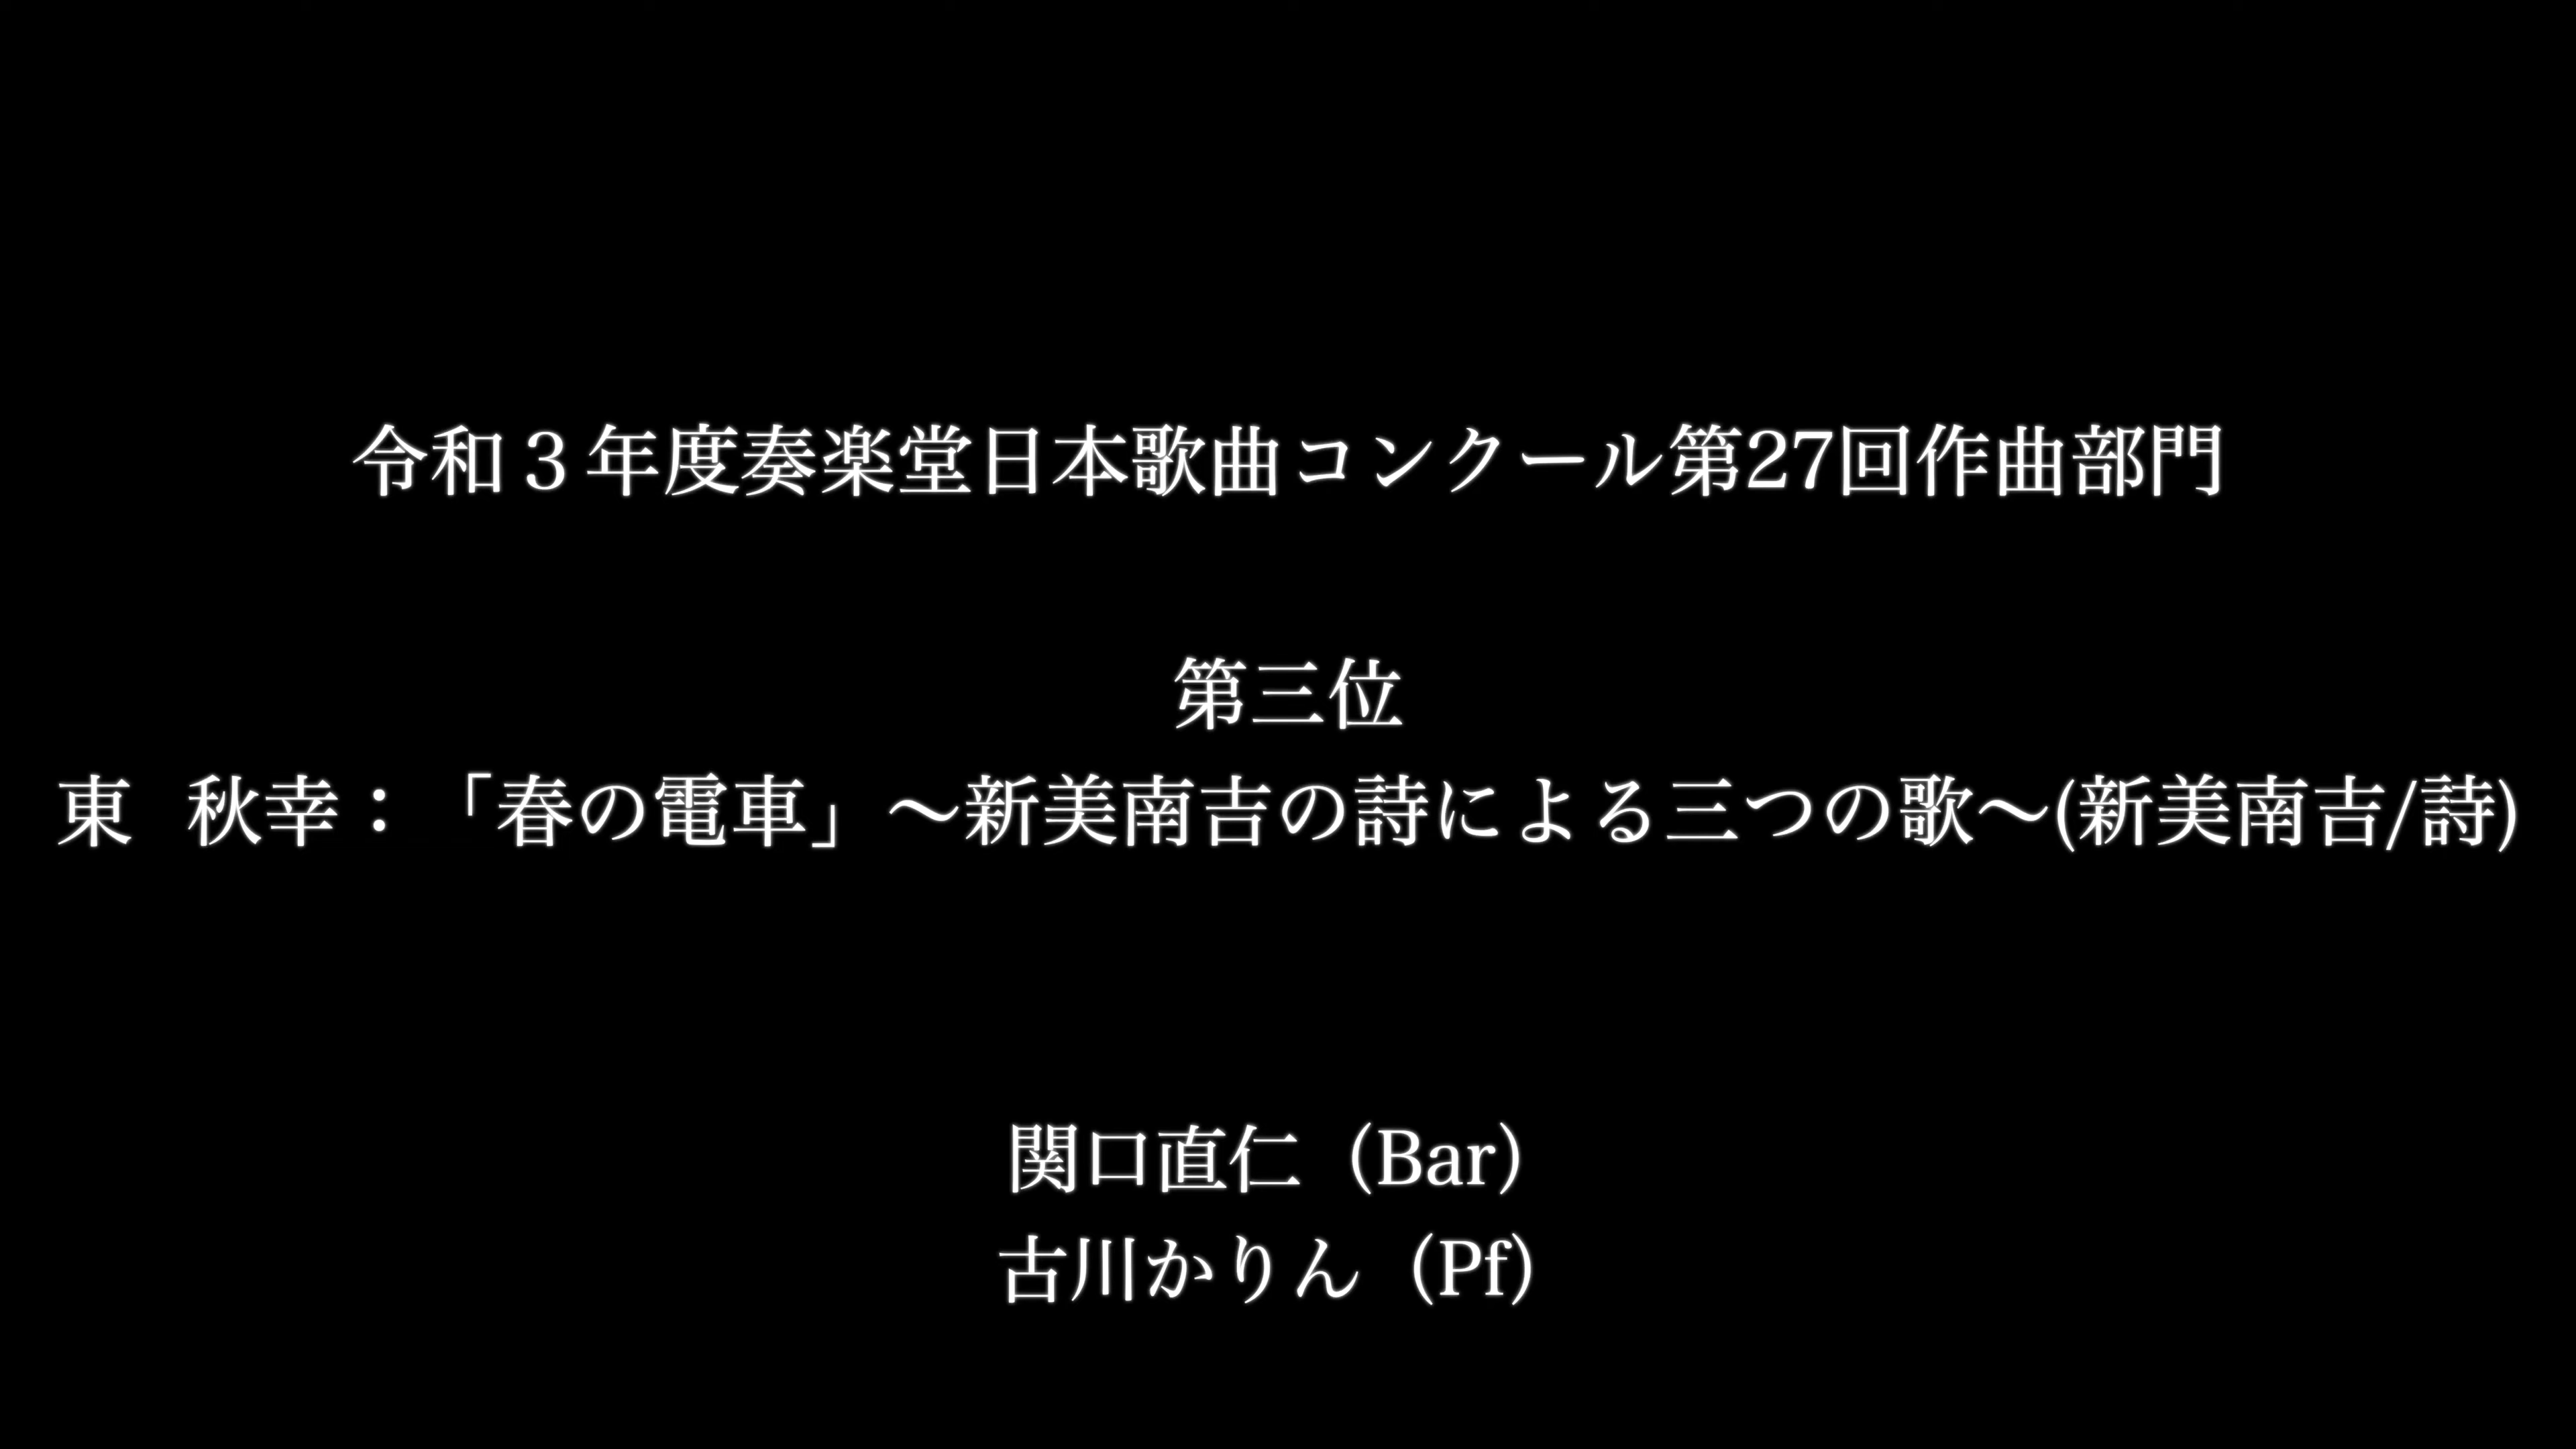 令和３年度奏楽堂日本歌曲コンクール第27回作曲部門
第三位
東　秋幸：「春の電車」～新美南吉の詩による三つの歌～(新美南吉/詩)
関口直仁（Bar）
古川かりん（Pf）